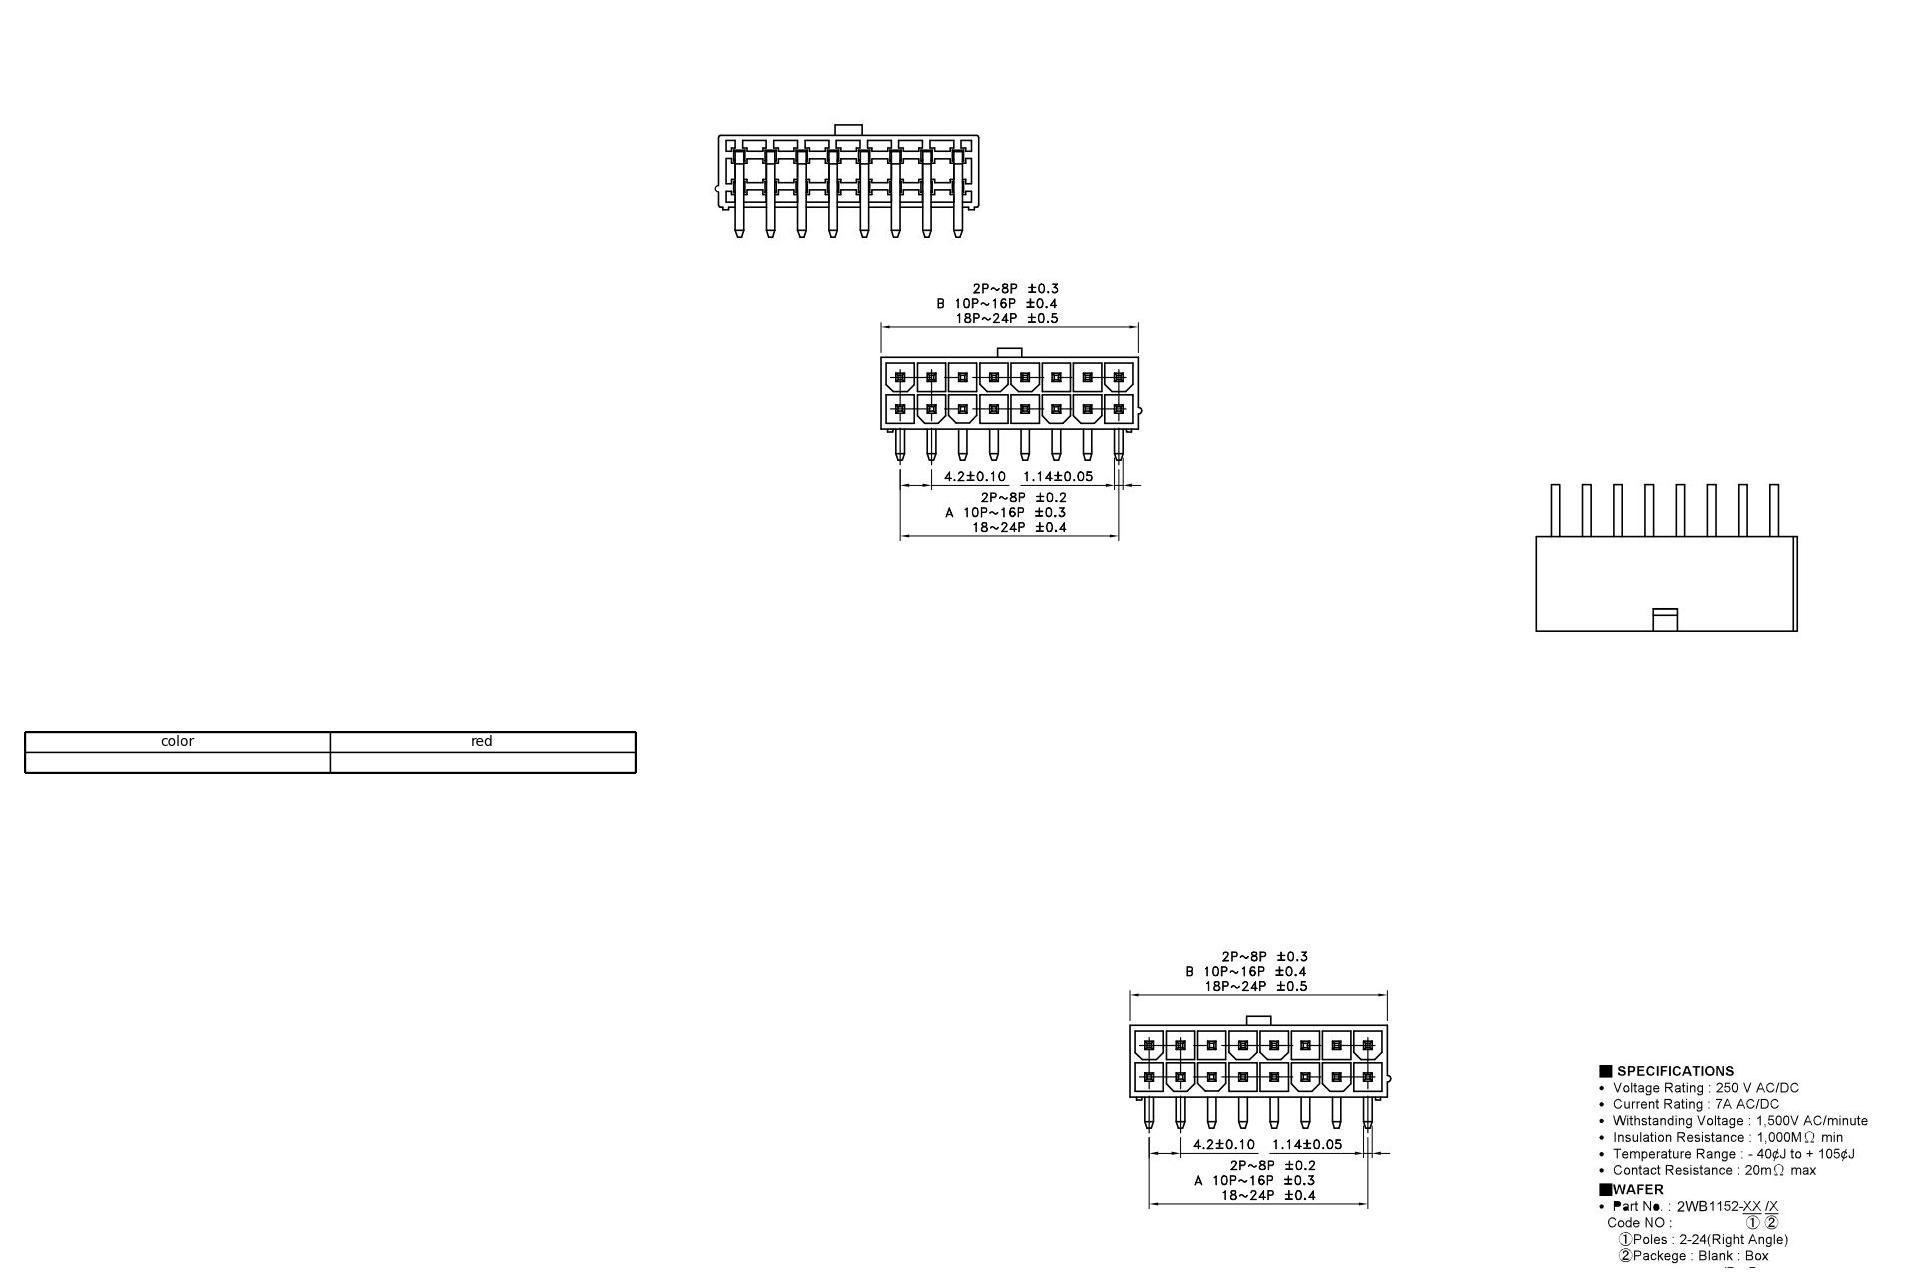 2P~8P ±0.3
B 10P~16P ±0.4
18P~24P ±0.5
4.2±0.10 1.14±0.05
2P~8P ±0.2
A 10P~16P ±0.3
18~24P ±0.4
color red
2P~8P ±0.3
B 10P~16P ±0.4
18P~24P ±0.5
4.2±0.10 1.14±0.05
2P~8P ±0.2
A 10P~16P ±0.3
18~24P ±0.4
■ SPECIFICATIONS
• Voltage Rating : 250 V AC/DC
• Current Rating : 7A AC/DC
• Withstanding Voltage : 1,500V AC/minute
• Insulation Resistance : 1,000MΩ min
• Temperature Range : - 40¢J to + 105¢J
• Contact Resistance : 20mΩ max
■WAFER
• Part No. : 2WB1152-XX /X
Code NO : ① ②
①Poles : 2-24(Right Angle)
②Packege : Blank : Box